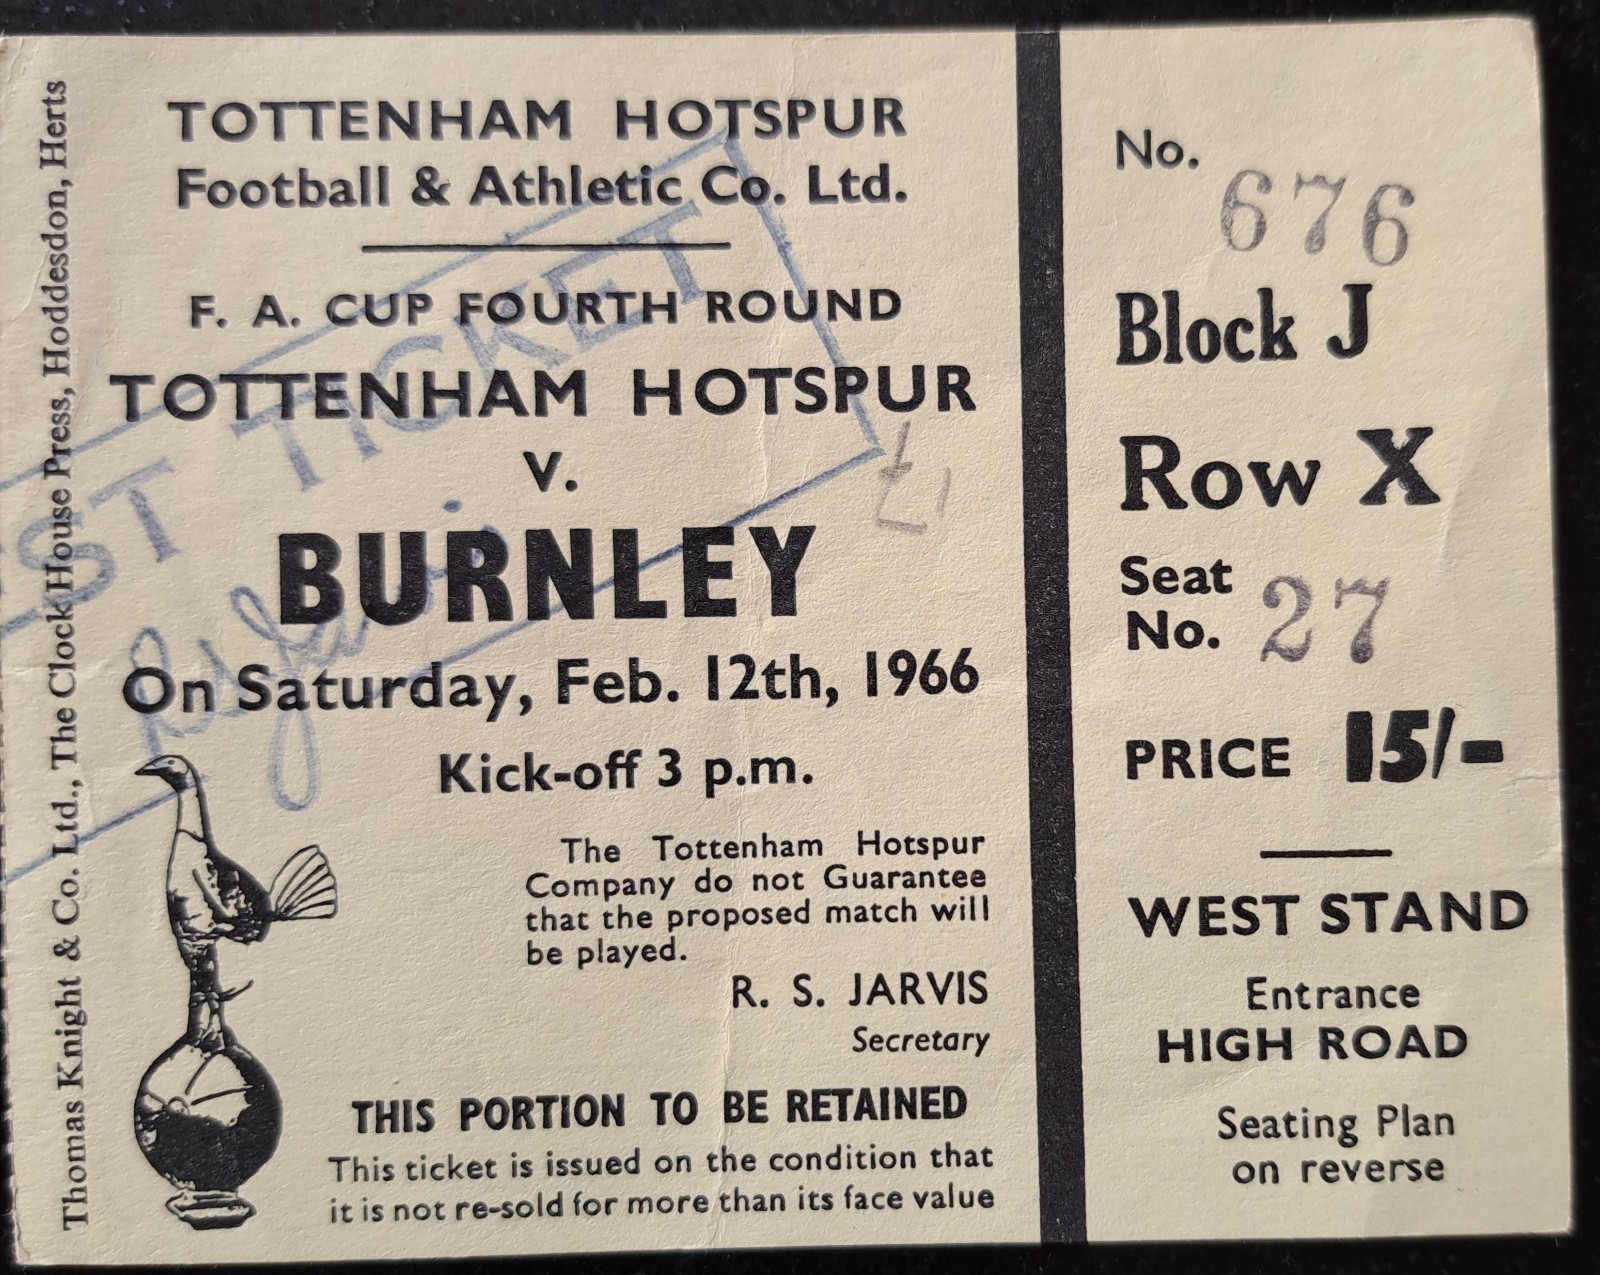 TOTTENHAM HOTSPUR
Football & Athletic Co. Ltd.
F. A. CUP FOURTH ROUND
TOTTENHAM HOTSPUR
V.
BURNLEY
On Saturday, Feb. 12th, 1966
Kick-off 3 p.m.
The Tottenham Hotspur
Company do not Guarantee
that the proposed match will
be played.
R. S. JARVIS
Secretary
THIS PORTION TO BE RETAINED
This ticket is issued on the condition that
it is not re-sold for more than its face value
Thomas Knight & Co. Ltd., The Clock House Press, Hoddesdon, Herts
ST TICKET
No. 676
Block J
Row X
Seat
No. 27
PRICE 15/-
WEST STAND
Entrance
HIGH ROAD
Seating Plan
on reverse